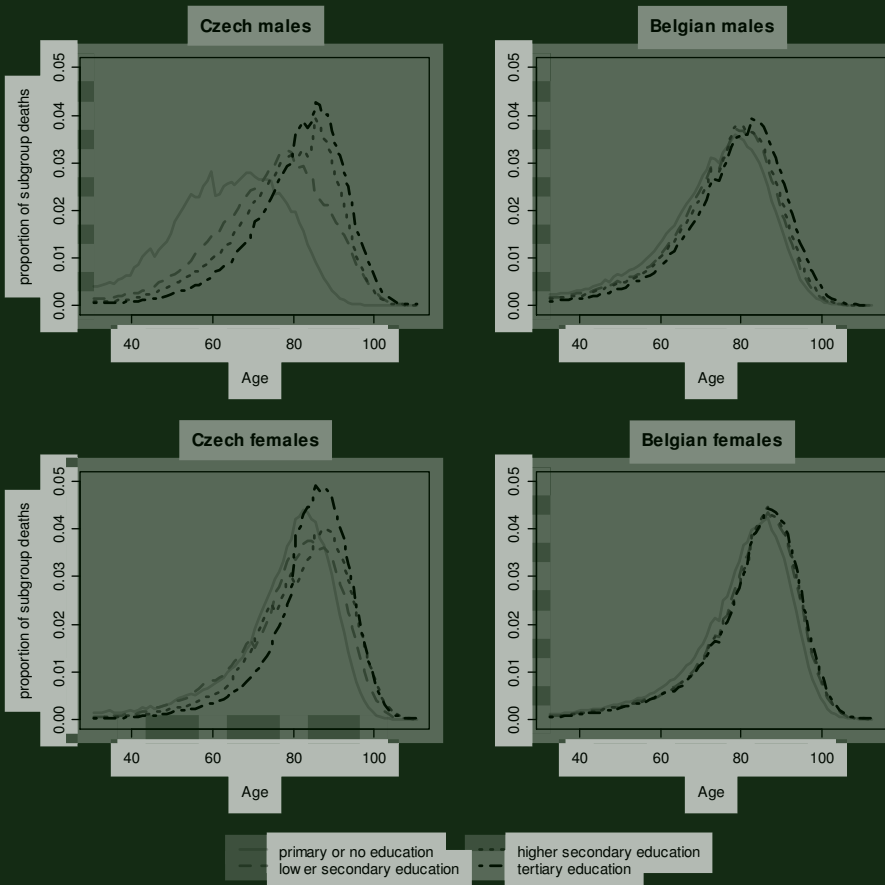 Czech males
Belgian males
proportion of subgroup deaths
0.05
0.04
0.03
0.02
0.01
0.00
0.05
0.04
0.03
0.02
0.01
0.00
40 60 80 100
40 60 80 100
Age
Age
Czech females
Belgian females
proportion of subgroup deaths
0.05
0.04
0.03
0.02
0.01
0.00
0.05
0.04
0.03
0.02
0.01
0.00
40 60 80 100
40 60 80 100
Age
Age
primary or no education
lower secondary education
higher secondary education
tertiary education